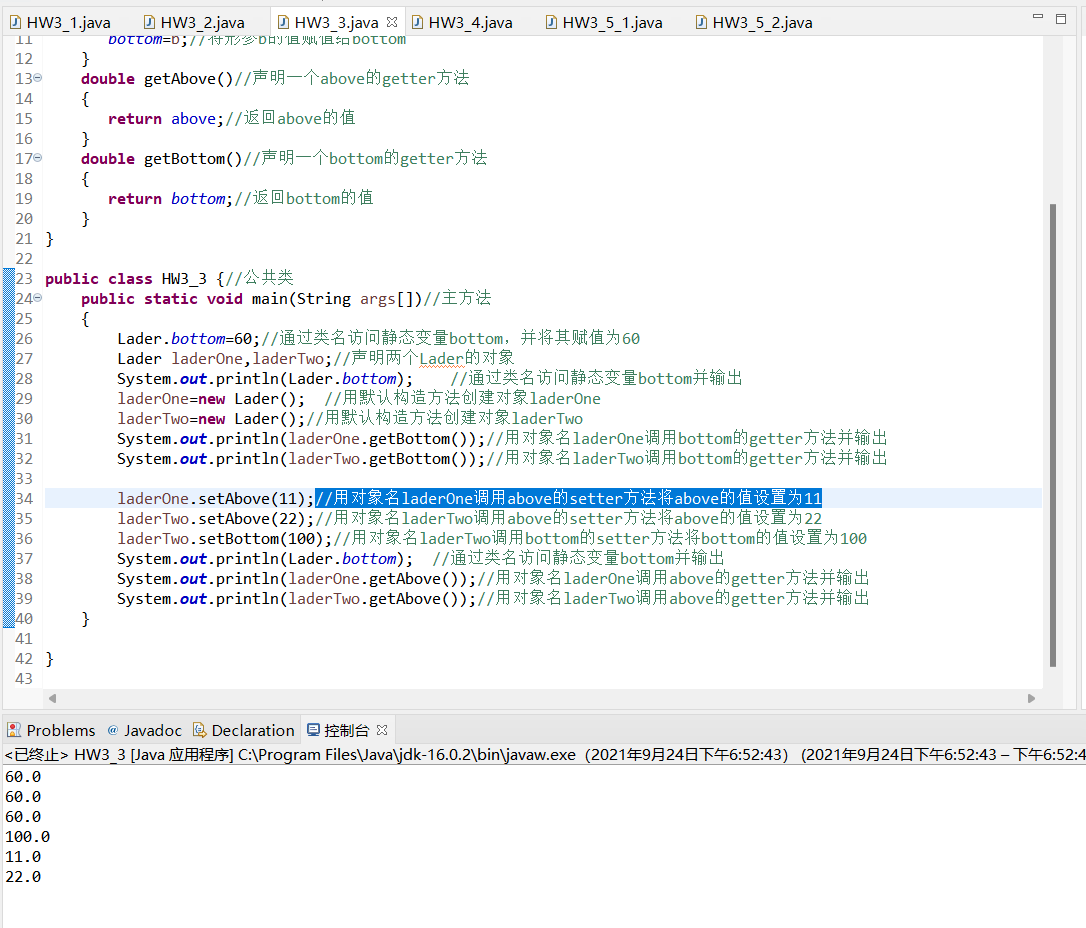 HW3_1.java HW3_2.java HW3_3.java HW3_4.java HW3_5_1.java HW3_5_2.java
11 bottom=b;//将形参b的值赋值给bottom
12 }
13 double getAbove()//声明一个above的getter方法
14 {
15 return above;//返回above的值
16 }
17 double getBottom()//声明一个bottom的getter方法
18 {
19 return bottom;//返回bottom的值
20 }
21 }
22
23 public class HW3_3 {//公共类
24 public static void main(String args[])//主方法
25 {
26 Lader.bottom=60;//通过类名访问静态变量bottom，并将其赋值为60
27 Lader laderOne,laderTwo;//声明两个Lader的对象
28 System.out.println(Lader.bottom); //通过类名访问静态变量bottom并输出
29 laderOne=new Lader(); //用默认构造方法创建对象laderOne
30 laderTwo=new Lader();//用默认构造方法创建对象laderTwo
31 System.out.println(laderOne.getBottom());//用对象名laderOne调用bottom的getter方法并输出
32 System.out.println(laderTwo.getBottom());//用对象名laderTwo调用bottom的getter方法并输出
33
34 laderOne.setAbove(11);//用对象名laderOne调用above的setter方法将above的值设置为11
35 laderTwo.setAbove(22);//用对象名laderTwo调用above的setter方法将above的值设置为22
36 laderTwo.setBottom(100);//用对象名laderTwo调用bottom的setter方法将bottom的值设置为100
37 System.out.println(Lader.bottom); //通过类名访问静态变量bottom并输出
38 System.out.println(laderOne.getAbove());//用对象名laderOne调用above的getter方法并输出
39 System.out.println(laderTwo.getAbove());//用对象名laderTwo调用above的getter方法并输出
40 }
41
42 }
43
Problems @ Javadoc Declaration 控制台
<已终止> HW3_3 [Java 应用程序] C:\Program Files\Java\jdk-16.0.2\bin\javaw.exe（2021年9月24日下午6:52:43）（2021年9月24日下午6:52:43 – 下午6:52:4
60.0
60.0
60.0
100.0
11.0
22.0